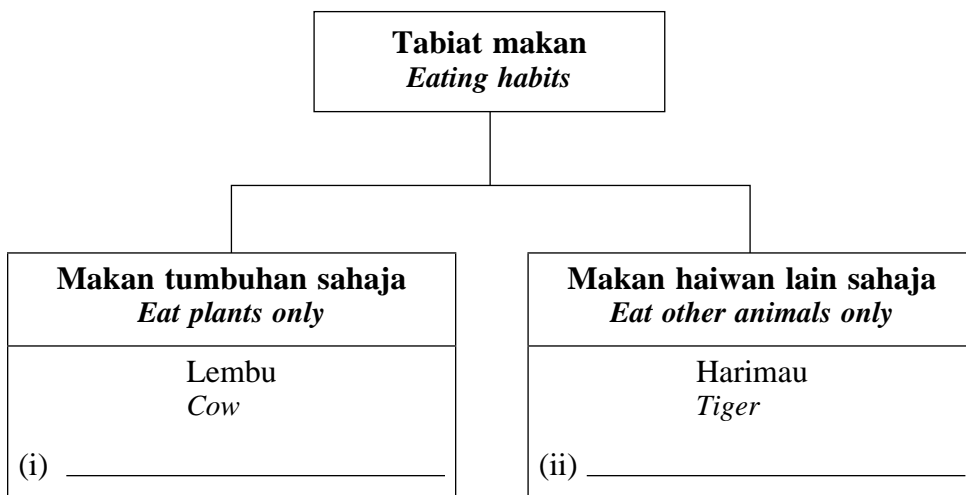 Tabiat makan
Eating habits
Makan tumbuhan sahaja
Eat plants only
Lembu
Cow
(i)
Makan haiwan lain sahaja
Eat other animals only
Harimau
Tiger
(ii)